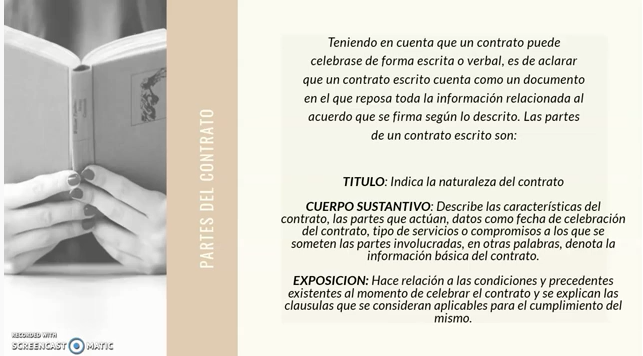 Teniendo en cuenta que un contrato puede
celebrase de forma escrita o verbal, es de aclarar
que un contrato escrito cuenta como un documento
en el que reposa toda la información relacionada al
acuerdo que se firma según lo descrito. Las partes
de un contrato escrito son:
PARTES DEL CONTRATO
TITULO: Indica la naturaleza del contrato
CUERPO SUSTANTIVO: Describe las características del
contrato, las partes que actúan, datos como fecha de celebración
del contrato, tipo de servicios o compromisos a los que se
someten las partes involucradas, en otras palabras, denota la
información básica del contrato.
EXPOSICION: Hace relación a las condiciones y precedentes
existentes al momento de celebrar el contrato y se explican las
clausulas que se consideran aplicables para el cumplimiento del
mismo.
RECORDED WITH
SCREENCAST MATIC